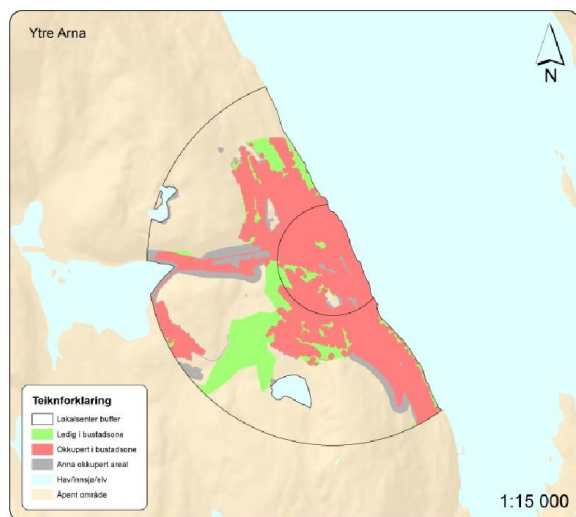 Ytre Arna
N
Teiknforklaring
Lokalsenter buffer
Ledig i bustadsone
Okkupert i bustadsone
Anna okkupert areal
Hav/innsjø/elv
Åpent område
1:15 000